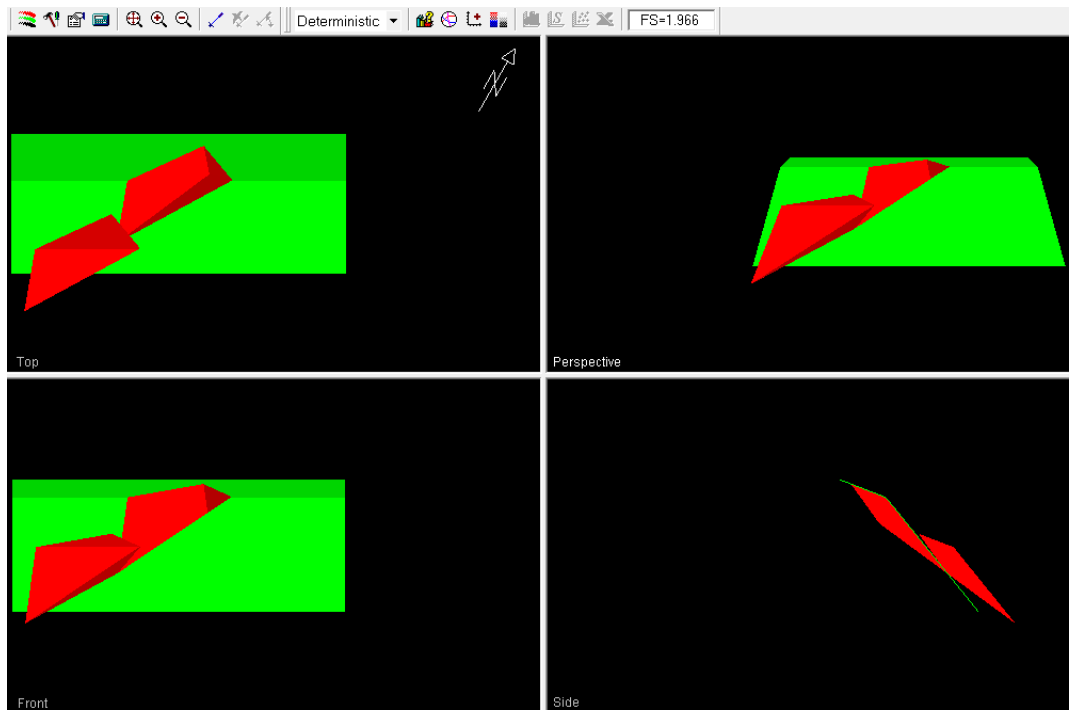 Deterministic FS=1.966
N
Top
Perspective
Front
Side